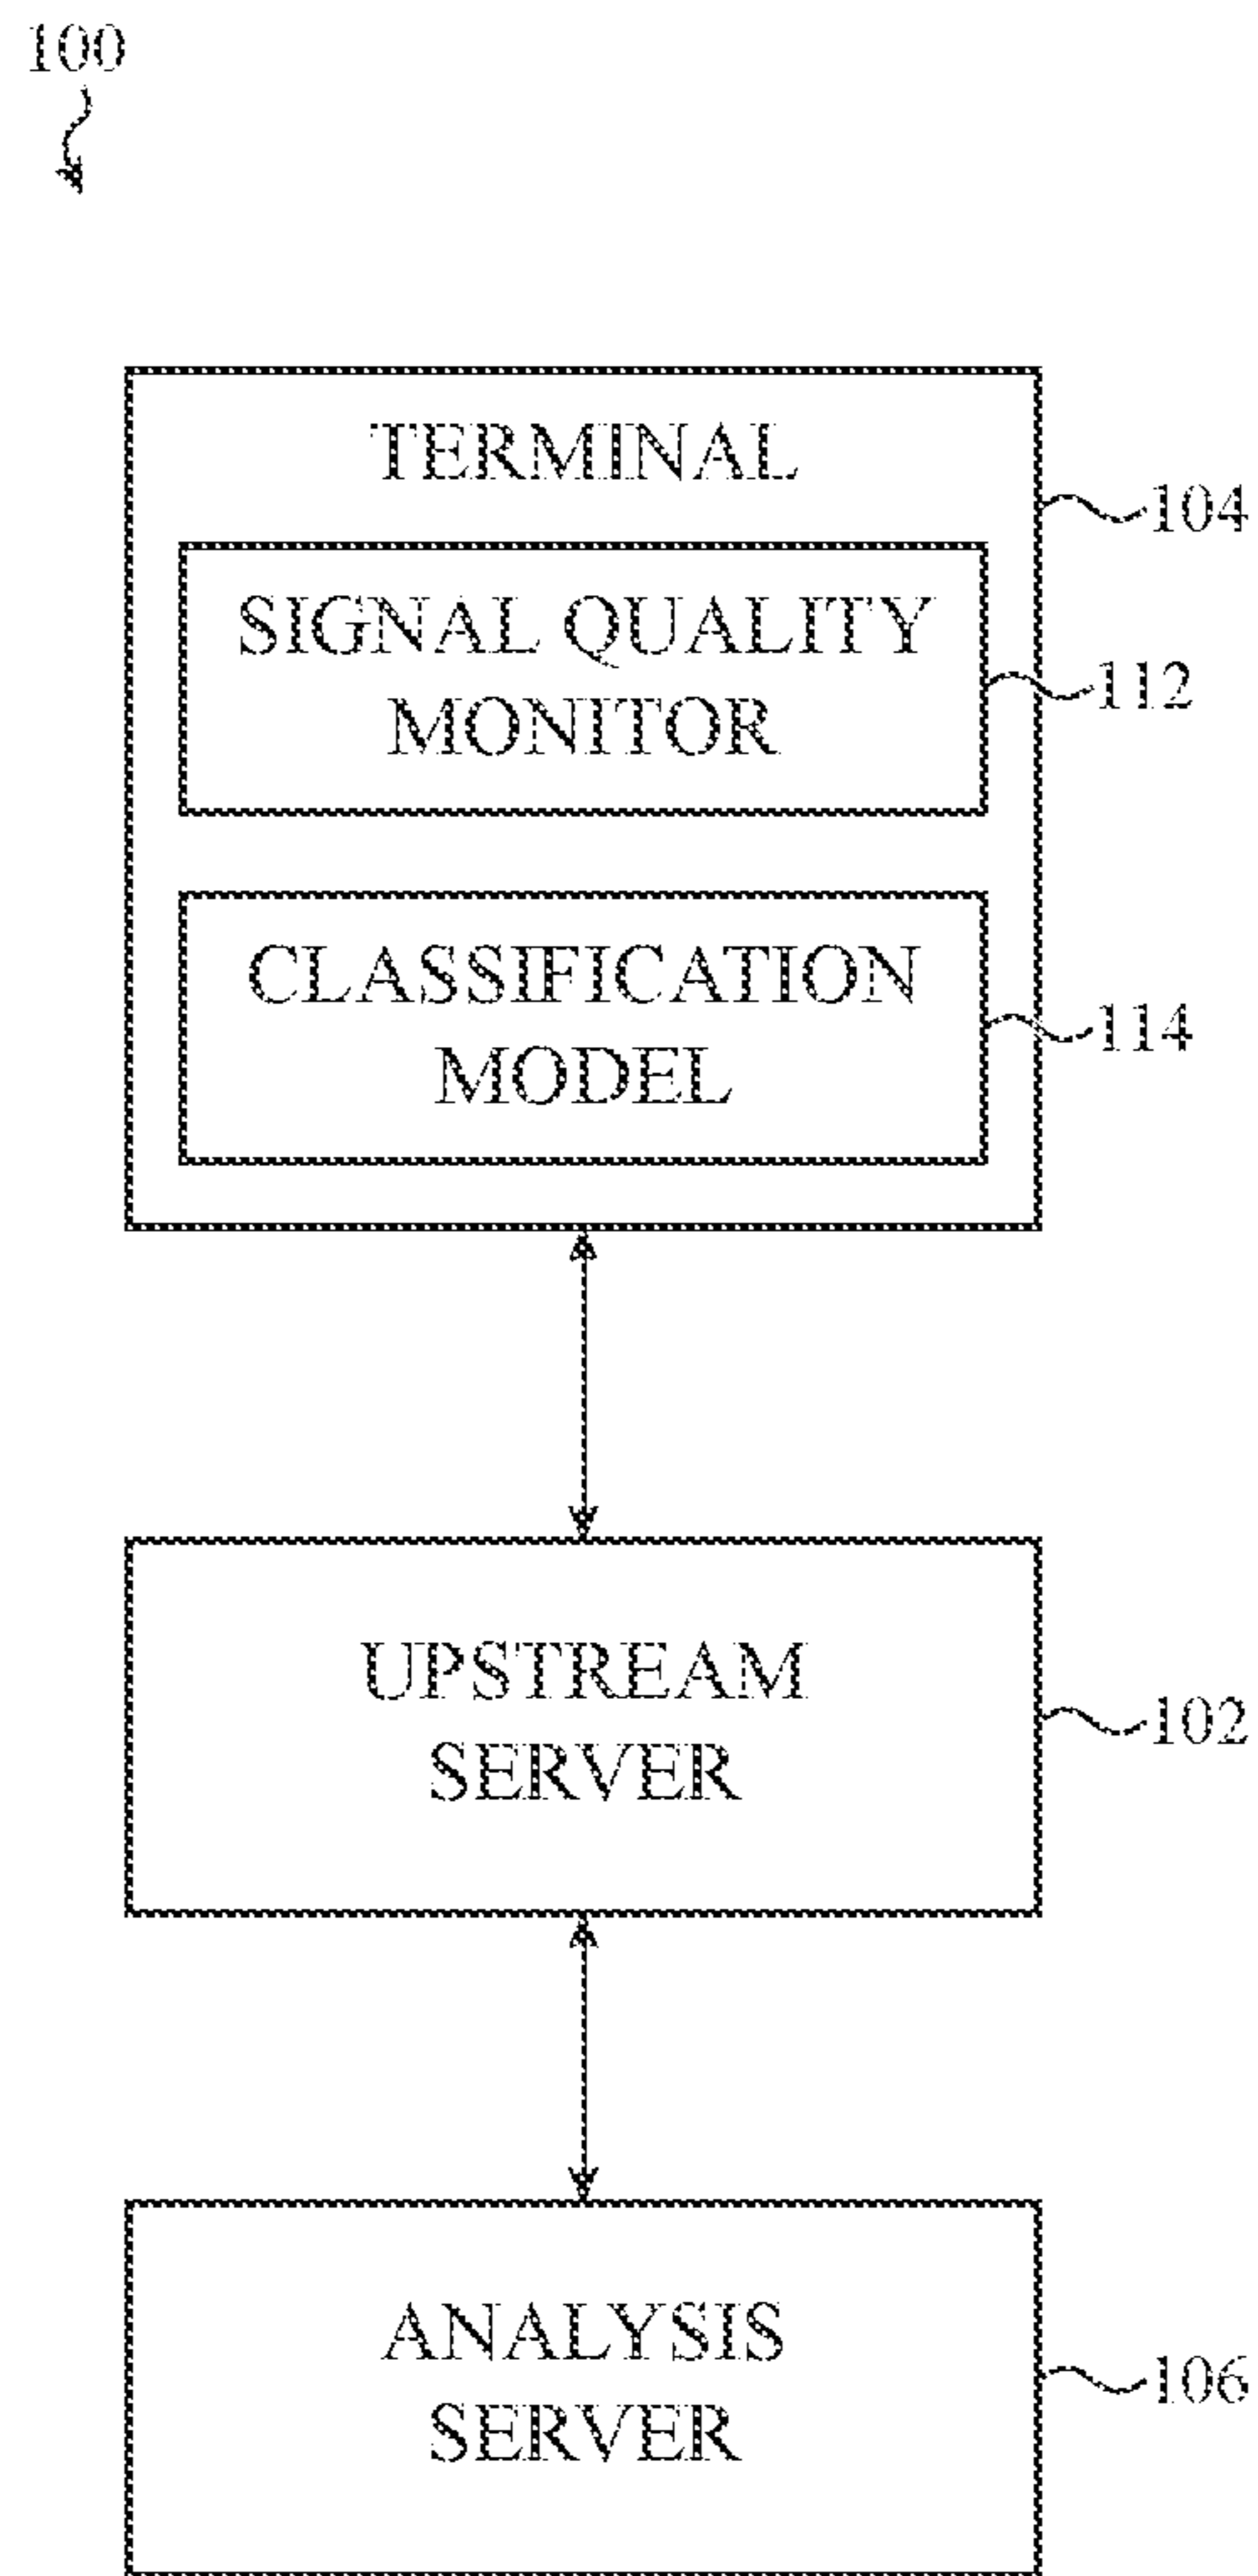 100
TERMINAL
104
SIGNAL QUALITY
MONITOR
112
CLASSIFICATION
MODEL
114
UPSTREAM
SERVER
102
ANALYSIS
SERVER
106